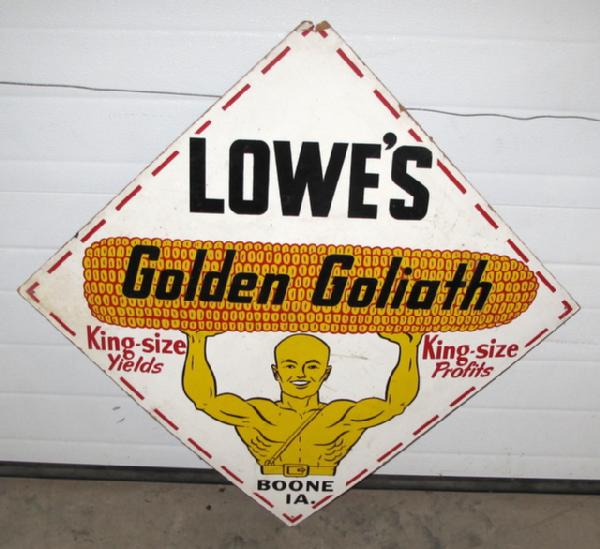 LOWE'S
Golden Goliath
King-size
Yields
King-size
Profits
BOONE
IA.